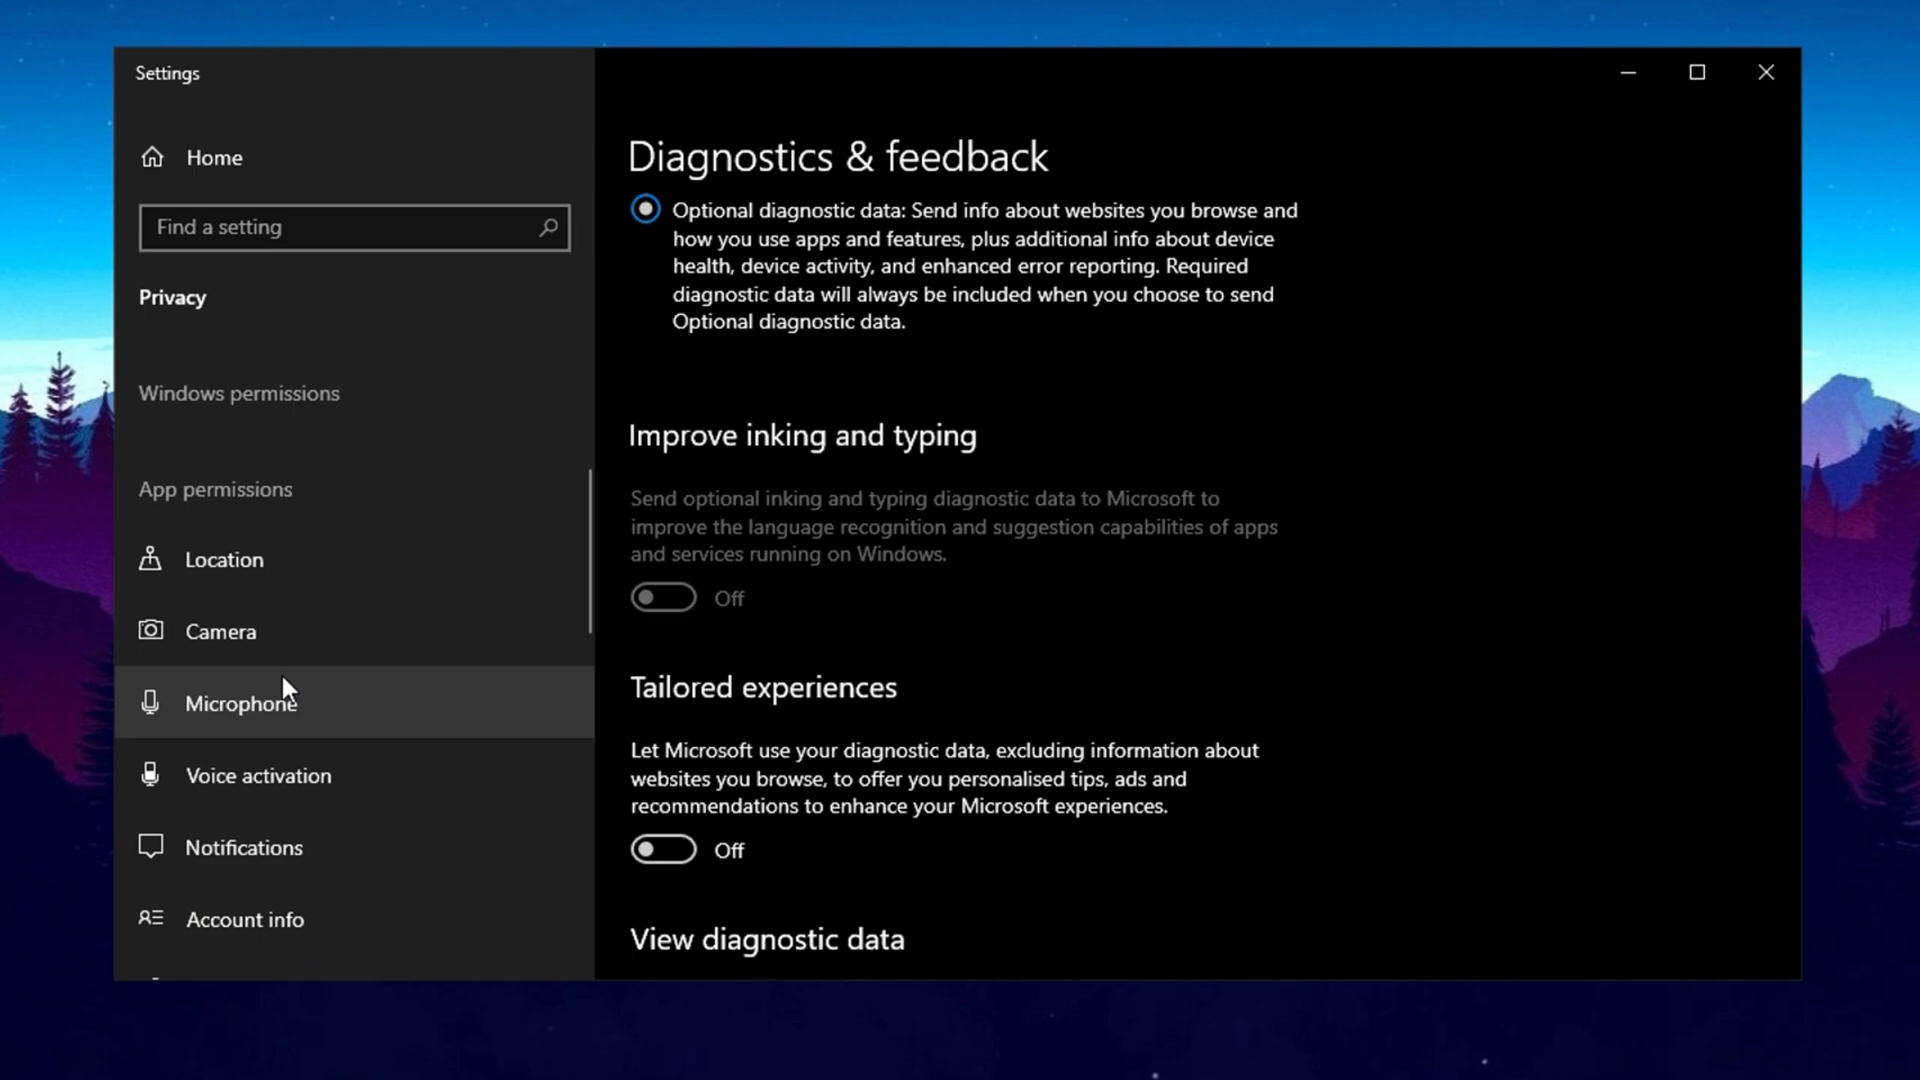 Settings
Home
Find a setting
Privacy
Windows permissions
App permissions
Location
Camera
Microphone
Voice activation
Notifications
Account info
Diagnostics & feedback
Optional diagnostic data: Send info about websites you browse and
how you use apps and features, plus additional info about device
health, device activity, and enhanced error reporting. Required
diagnostic data will always be included when you choose to send
Optional diagnostic data.
Improve inking and typing
Send optional inking and typing diagnostic data to Microsoft to
improve the language recognition and suggestion capabilities of apps
and services running on Windows.
Off
Tailored experiences
Let Microsoft use your diagnostic data, excluding information about
websites you browse, to offer you personalised tips, ads and
recommendations to enhance your Microsoft experiences.
Off
View diagnostic data